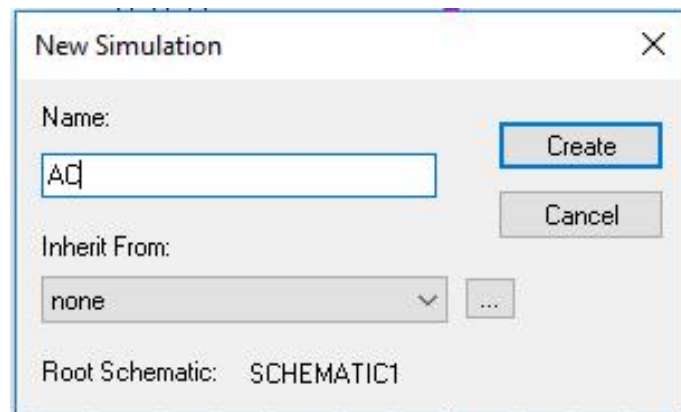 New Simulation
Name:
Create
AC
Cancel
Inherit From:
none
...
Root Schematic: SCHEMATIC1